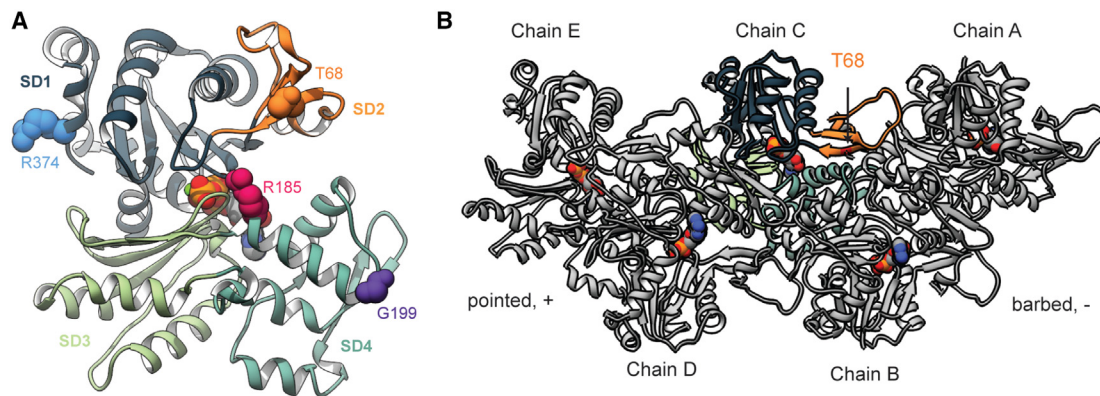 A
SD1
R374
T68
SD2
R185
SD3
SD4
G199
B
Chain E
Chain C
Chain A
T68
pointed, +
barbed, -
Chain D
Chain B